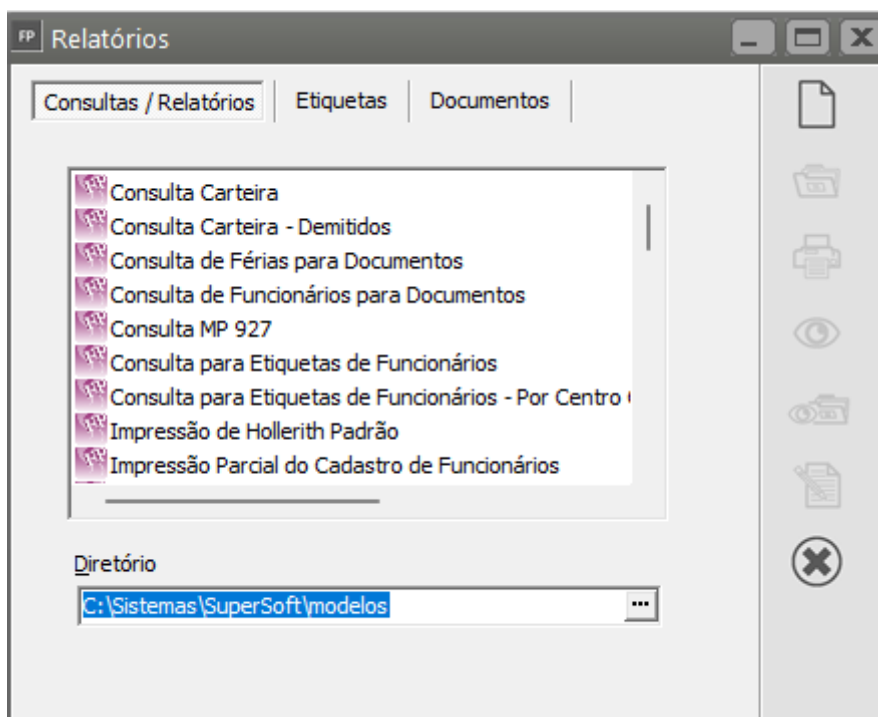 FP Relatórios
Consultas / Relatórios Etiquetas Documentos
Consulta Carteira
Consulta Carteira - Demitidos
Consulta de Férias para Documentos
Consulta de Funcionários para Documentos
Consulta MP 927
Consulta para Etiquetas de Funcionários
Consulta para Etiquetas de Funcionários - Por Centro
Impressão de Hollerith Padrão
Impressão Parcial do Cadastro de Funcionários
Diretório
C:\Sistemas\SuperSoft\modelos ...